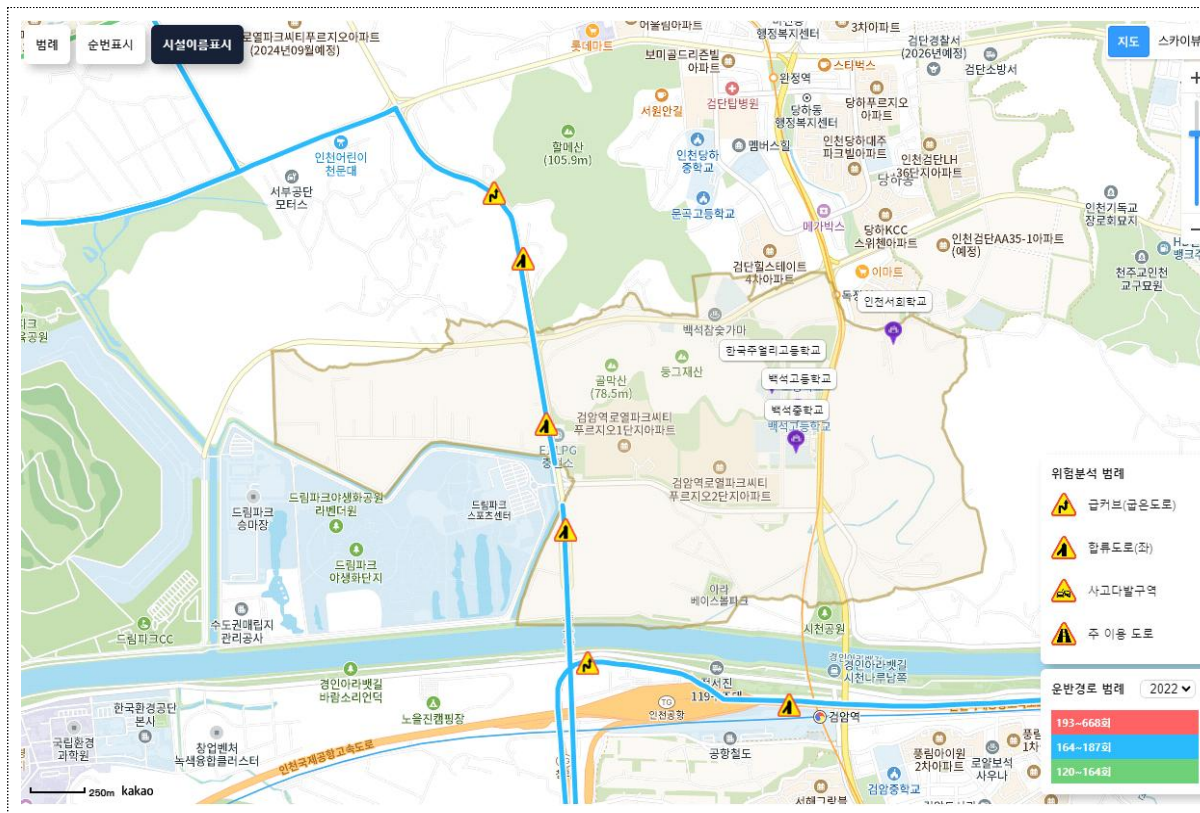 범례
순번표시
시설이름표시
로열파크씨티푸르지오아파트
(2024년09월예정)
롯데마트
어울림아파트
행정복지센터
3차아파트
보미골드리즌빌
아파트
완정역
스타벅스
검단경찰서
(2026년예정)
검단소방서
지도
스카이뷰
서원안길
검단탑병원
당하동
행정복지센터
당하푸르지오
아파트
할메산
(105.9m)
인천어린이
천문대
서부공단
모터스
인천당하
중학교
멤버스힐
인천당하대주
파크빌아파트
인천검단LH
36단지아파트
당하동
문곡고등학교
메가박스
당하KCC
스위첸아파트
인천검단AA35-1아파트
(예정)
인천기독교
장로회묘지
천주교인천
교구묘원
검단힐스테이트
4차아파트
이마트
인천서희학교
백석참숯가마
한국주얼리고등학교
둥그재산
골막산
(78.5m)
백석고등학교
백석중학교
백석고등학교
검암역로열파크씨티
푸르지오1단지아파트
검암역로열파크씨티
푸르지오2단지아파트
드림파크
승마장
드림파크야생화공원
라벤더원
드림파크
스포츠센터
드림파크
야생화단지
수도권매립지
관리공사
드림파크CC
아라
베이스볼파크
시천공원
경인아라뱃길
시천나루남쪽
경인아라뱃길
바람소리언덕
노을진캠핑장
한국환경공단
본사
국립환경
과학원
창업벤처
녹색융합클러스터
인천국제공항고속도로
TG
인천공항
검암역
공항철도
풍림아이원
2차아파트
로얄보석
사우나
검암중학교
서해그랑블
250m kakao
위험분석 범례
급커브(굽은도로)
합류도로(좌)
사고다발구역
주 이용 도로
운반경로 범례 2022
193~668회
164~187회
120~164회